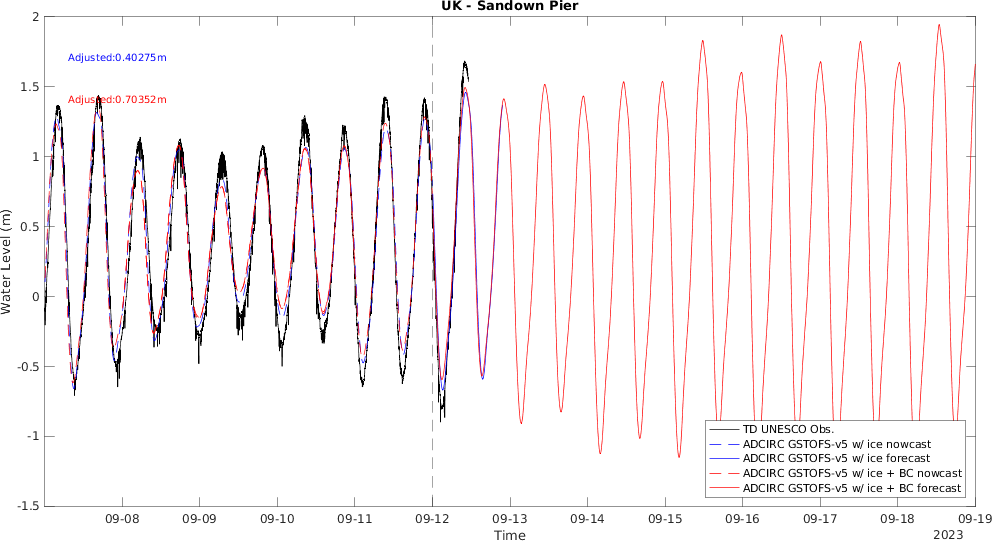 UK - Sandown Pier
Adjusted:0.40275m
Adjusted:0.70352m
Water Level (m)
2
1.5
1
0.5
0
-0.5
-1
-1.5
TD UNESCO Obs.
ADCIRC GSTOFS-v5 w/ ice nowcast
ADCIRC GSTOFS-v5 w/ ice forecast
ADCIRC GSTOFS-v5 w/ ice + BC nowcast
ADCIRC GSTOFS-v5 w/ ice + BC forecast
09-08 09-09 09-10 09-11 09-12 09-13 09-14 09-15 09-16 09-17 09-18 09-19
Time
2023